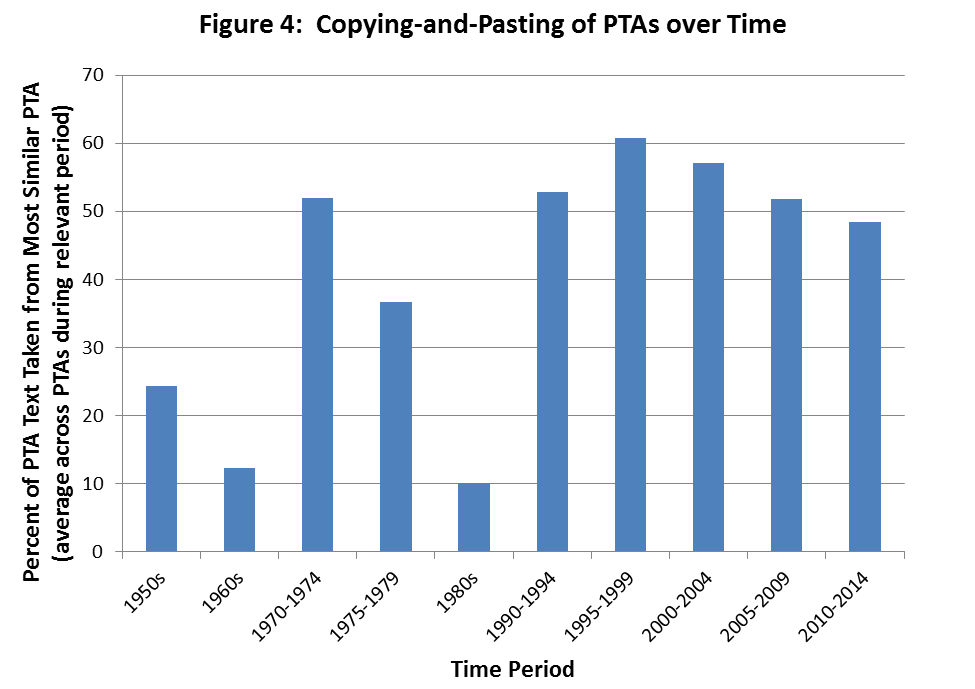 Figure 4:  Copying-and-Pasting of PTAs over Time
Percent of PTA Text Taken from Most Similar PTA
(average across PTAs during relevant period)
70
60
50
40
30
20
10
0
1950s
1960s
1970-1974
1975-1979
1980s
1990-1994
1995-1999
2000-2004
2005-2009
2010-2014
Time Period